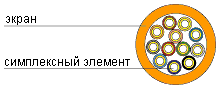 экран
симплексный элемент